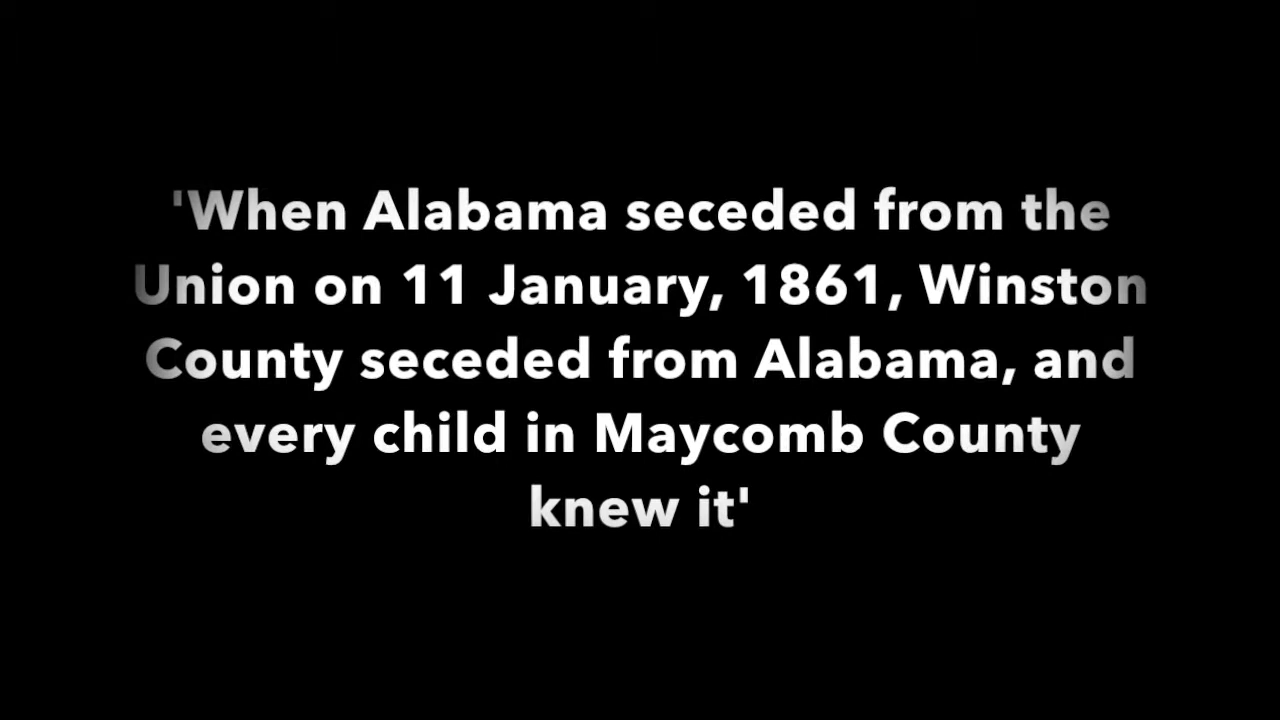 'When Alabama seceded from the
Union on 11 January, 1861, Winston
County seceded from Alabama, and
every child in Maycomb County
knew it'